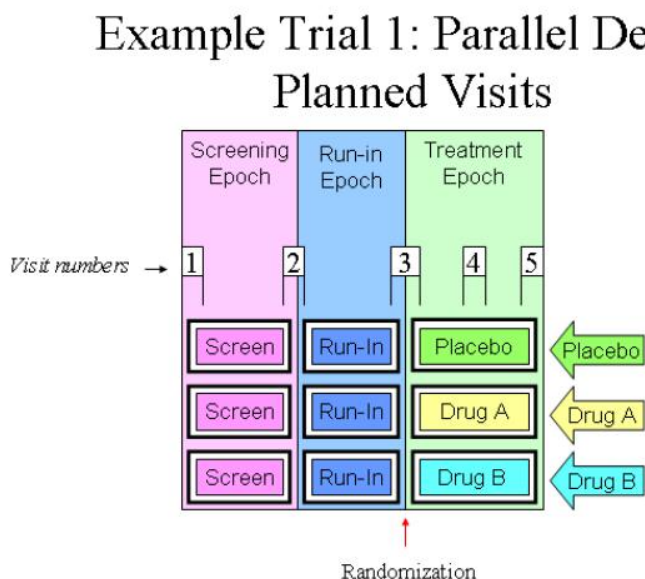 Example Trial 1: Parallel De
Planned Visits
Screening
Epoch
Run-in
Epoch
Treatment
Epoch
Visit numbers
1
2
3
4
5
Screen
Run-In
Placebo
Placebo
Screen
Run-In
Drug A
Drug A
Screen
Run-In
Drug B
Drug B
Randomization